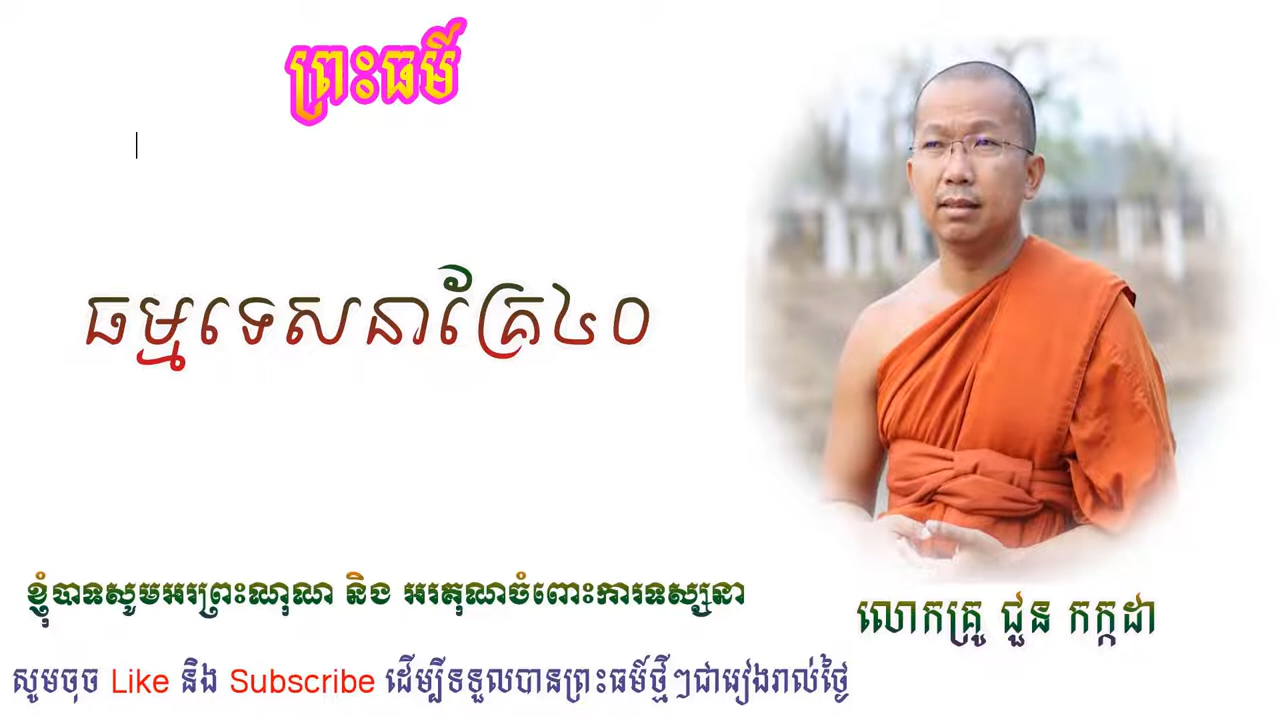 ព្រះធម៌
ធម្មទេសនាគ្រែ៤០
ខ្ញុំបាទសូមអរព្រះណុណ និង អរគុណចំពោះការទស្សនា
លោកគ្រូ ជួន កក្កដា
សូមចុច Like និង Subscribe ដើម្បីទទួលបានព្រះធម៌ថ្មីៗជារៀងរាល់ថ្ងៃ